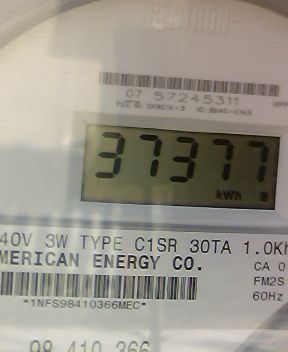 07 57245311
37377
kWh
40V 3W TYPE C1SR 30TA 1.0Kh
MERICAN ENERGY CO.
CA 0
FM2S
60Hz
*1NFS98410366MEC*
98 410 366